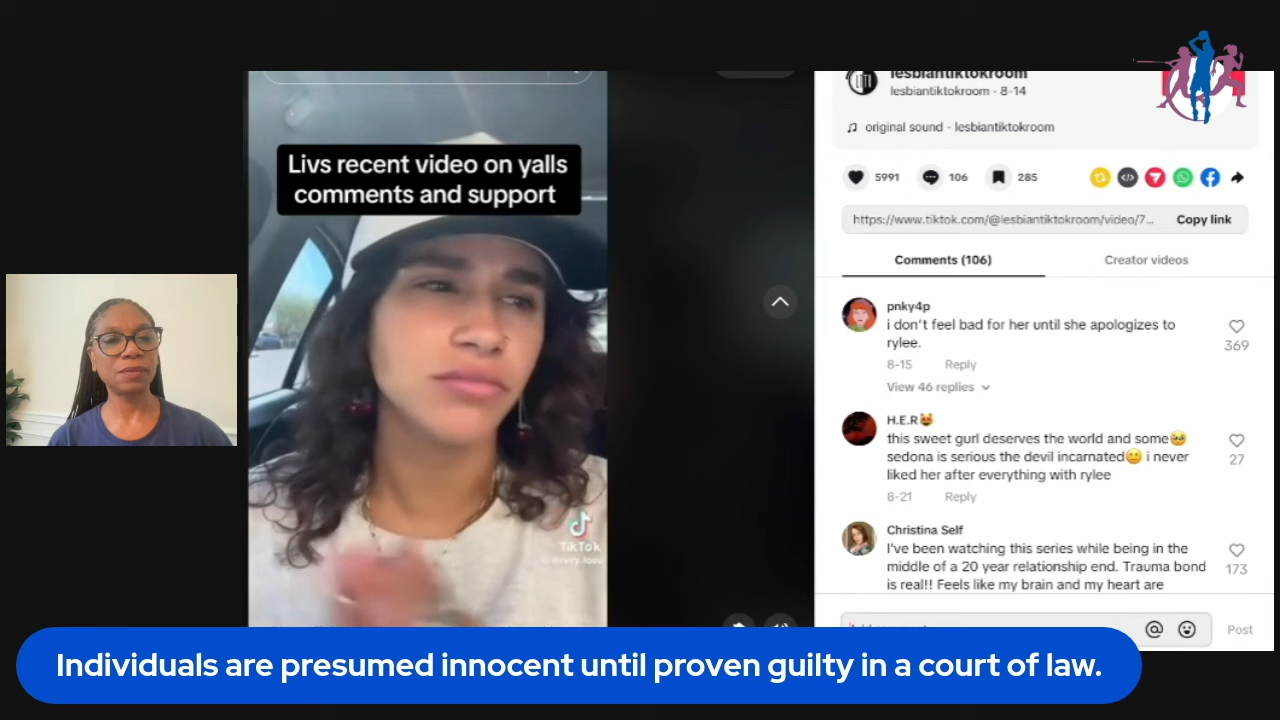 Livs recent video on yalls
comments and support
TikTok
lesbiantiktokroom
lesbiantiktokroom · 8-14
original sound - lesbiantiktokroom
5991
106
285
https://www.tiktok.com/@lesbiantiktokroom/video/7...
Copy link
Comments (106)
Creator videos
pnky4p
i don't feel bad for her until she apologizes to
rylee.
369
8-15 Reply
View 46 replies
H.E.R😻
this sweet gurl deserves the world and some🥹
sedona is serious the devil incarnated😐 i never
liked her after everything with rylee
27
8-21 Reply
Christina Self
I've been watching this series while being in the
middle of a 20 year relationship end. Trauma bond
is real!! Feels like my brain and my heart are
173
@
Post
Individuals are presumed innocent until proven guilty in a court of law.